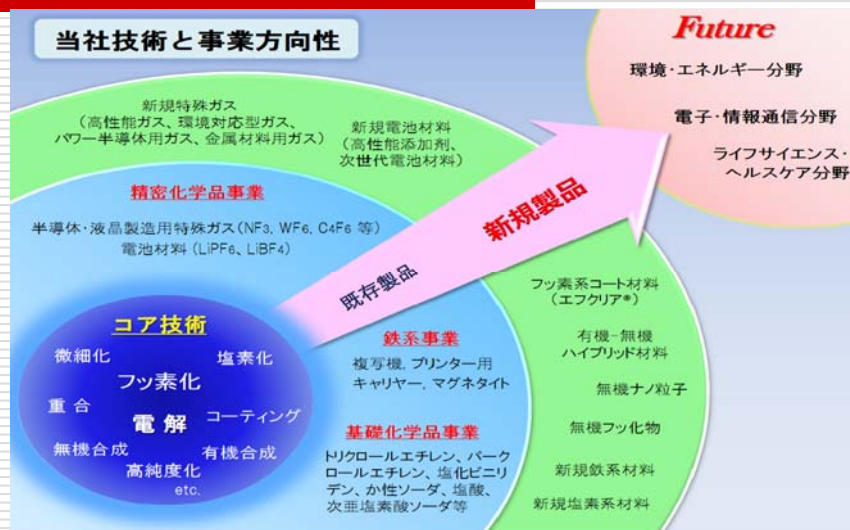 当社技術と事業方向性
Future
環境・エネルギー分野
電子・情報通信分野
ライフサイエンス・
ヘルスケア分野
新規特殊ガス
(高性能ガス、環境対応型ガス、
パワー半導体用ガス、金属材料用ガス)
新規電池材料
(高性能添加剤、
次世代電池材料)
精密化学品事業
半導体・液晶製造用特殊ガス(NF3, WF6, C4F6 等)
電池材料 (LiPF6、LiBF4)
新規製品
既存製品
フッ素系コート材料
(エフクリア®)
有機-無機
ハイブリッド材料
無機ナノ粒子
無機フッ化物
新規鉄系材料
新規塩素系材料
コア技術
微細化
塩素化
フッ素化
重合
電解
コーティング
無機合成
有機合成
高純度化
etc.
鉄系事業
複写機, プリンター用
キャリヤー, マグネタイト
基礎化学品事業
トリクロールエチレン、パーク
ロールエチレン、塩化ビニリ
デン、か性ソーダ、塩酸、
次亜塩素酸ソーダ等